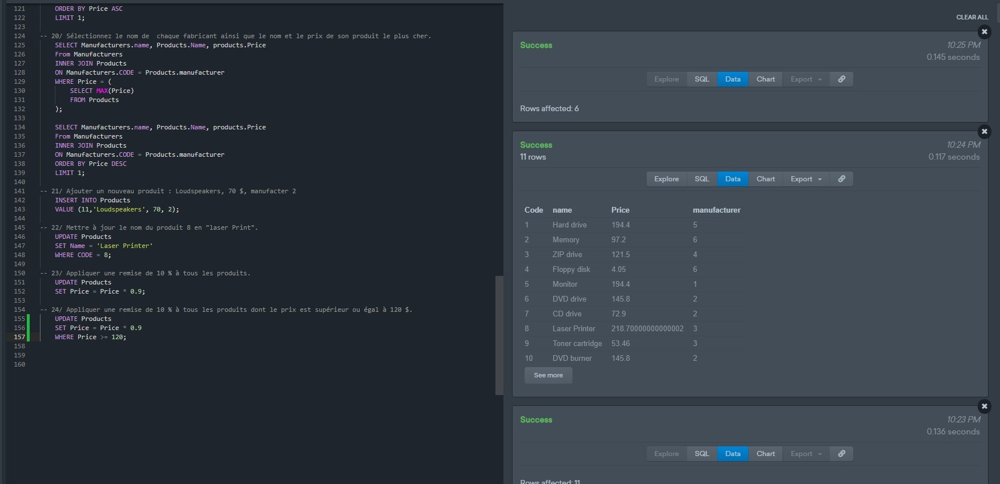 121 ORDER BY Price ASC
122 LIMIT 1;
123
124 -- 20/ Sélectionnez le nom de  chaque fabricant ainsi que le nom et le prix de son produit le plus cher.
125 SELECT Manufacturers.name, Products.Name, products.Price
126 From Manufacturers
127 INNER JOIN Products
128 ON Manufacturers.CODE = Products.manufacturer
129 WHERE Price = (
130 SELECT MAX(Price)
131 FROM Products
132 );
133
134 SELECT Manufacturers.name, Products.Name, products.Price
135 From Manufacturers
136 INNER JOIN Products
137 ON Manufacturers.CODE = Products.manufacturer
138 ORDER BY Price DESC
139 LIMIT 1;
140
141 -- 21/ Ajouter un nouveau produit : Loudspeakers, 70 $, manufacter 2
142 INSERT INTO Products
143 VALUE (11,'Loudspeakers', 70, 2);
144
145 -- 22/ Mettre à jour le nom du produit 8 en "laser Print".
146 UPDATE Products
147 SET Name = 'Laser Printer'
148 WHERE CODE = 8;
149
150 -- 23/ Appliquer une remise de 10 % à tous les produits.
151 UPDATE Products
152 SET Price = Price * 0.9;
153
154 -- 24/ Appliquer une remise de 10 % à tous les produits dont le prix est supérieur ou égal à 120 $.
155 UPDATE Products
156 SET Price = Price * 0.9
157 WHERE Price >= 120;
158
159
160
CLEAR ALL
Success 10:25 PM
0.145 seconds
Explore SQL Data Chart Export
Rows affected: 6
Success 10:24 PM
11 rows 0.117 seconds
Explore SQL Data Chart Export
Code name Price manufacturer
1 Hard drive 194.4 5
2 Memory 97.2 6
3 ZIP drive 121.5 4
4 Floppy disk 4.05 6
5 Monitor 194.4 1
6 DVD drive 145.8 2
7 CD drive 72.9 2
8 Laser Printer 218.70000000000002 3
9 Toner cartridge 53.46 3
10 DVD burner 145.8 2
See more
Success 10:23 PM
0.136 seconds
Explore SQL Data Chart Export
Rows affected: 11